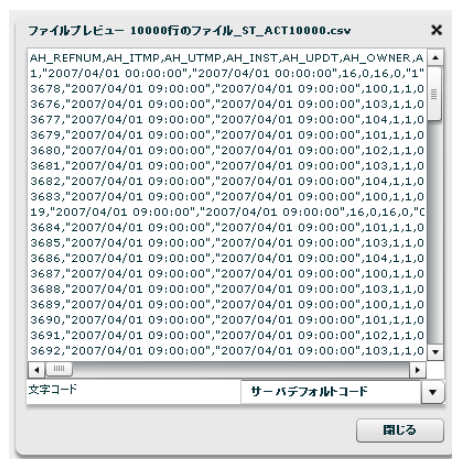 ファイルプレビュー 10000行のファイル_ST_ACT10000.csv
AH_REFNUM,AH_ITMP,AH_UTMP,AH_INST,AH_UPDT,AH_OWNER,A
1,"2007/04/01 00:00:00","2007/04/01 00:00:00",16,0,16,0,"1"
3678,"2007/04/01 09:00:00","2007/04/01 09:00:00",100,1,1,0
3676,"2007/04/01 09:00:00","2007/04/01 09:00:00",103,1,1,0
3677,"2007/04/01 09:00:00","2007/04/01 09:00:00",104,1,1,0
3679,"2007/04/01 09:00:00","2007/04/01 09:00:00",101,1,1,0
3680,"2007/04/01 09:00:00","2007/04/01 09:00:00",102,1,1,0
3681,"2007/04/01 09:00:00","2007/04/01 09:00:00",103,1,1,0
3682,"2007/04/01 09:00:00","2007/04/01 09:00:00",104,1,1,0
3683,"2007/04/01 09:00:00","2007/04/01 09:00:00",100,1,1,0
19,"2007/04/01 09:00:00","2007/04/01 09:00:00",16,0,16,0,"0
3684,"2007/04/01 09:00:00","2007/04/01 09:00:00",101,1,1,0
3685,"2007/04/01 09:00:00","2007/04/01 09:00:00",103,1,1,0
3686,"2007/04/01 09:00:00","2007/04/01 09:00:00",104,1,1,0
3687,"2007/04/01 09:00:00","2007/04/01 09:00:00",100,1,1,0
3688,"2007/04/01 09:00:00","2007/04/01 09:00:00",103,1,1,0
3689,"2007/04/01 09:00:00","2007/04/01 09:00:00",100,1,1,0
3690,"2007/04/01 09:00:00","2007/04/01 09:00:00",101,1,1,0
3691,"2007/04/01 09:00:00","2007/04/01 09:00:00",102,1,1,0
3692,"2007/04/01 09:00:00","2007/04/01 09:00:00",103,1,1,0
文字コード
サーバデフォルトコード
閉じる